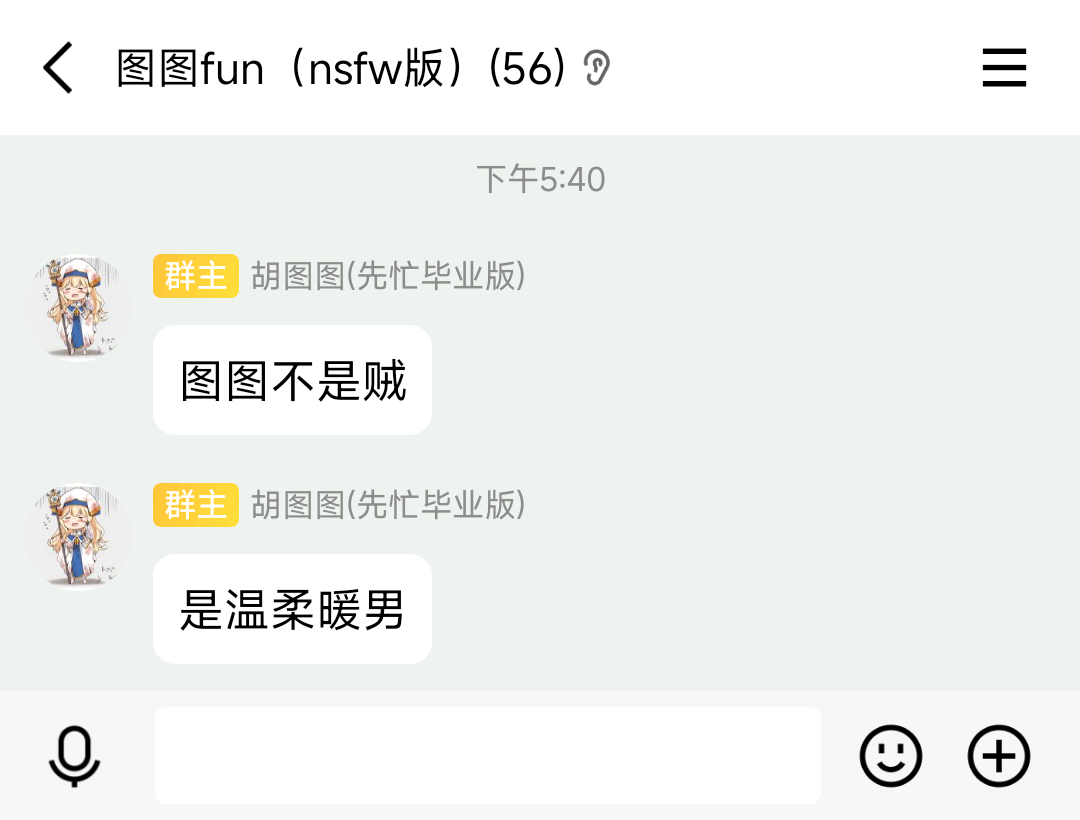 图图fun（nsfw版）(56)
下午5:40
群主 胡图图(先忙毕业版)
图图不是贼
群主 胡图图(先忙毕业版)
是温柔暖男